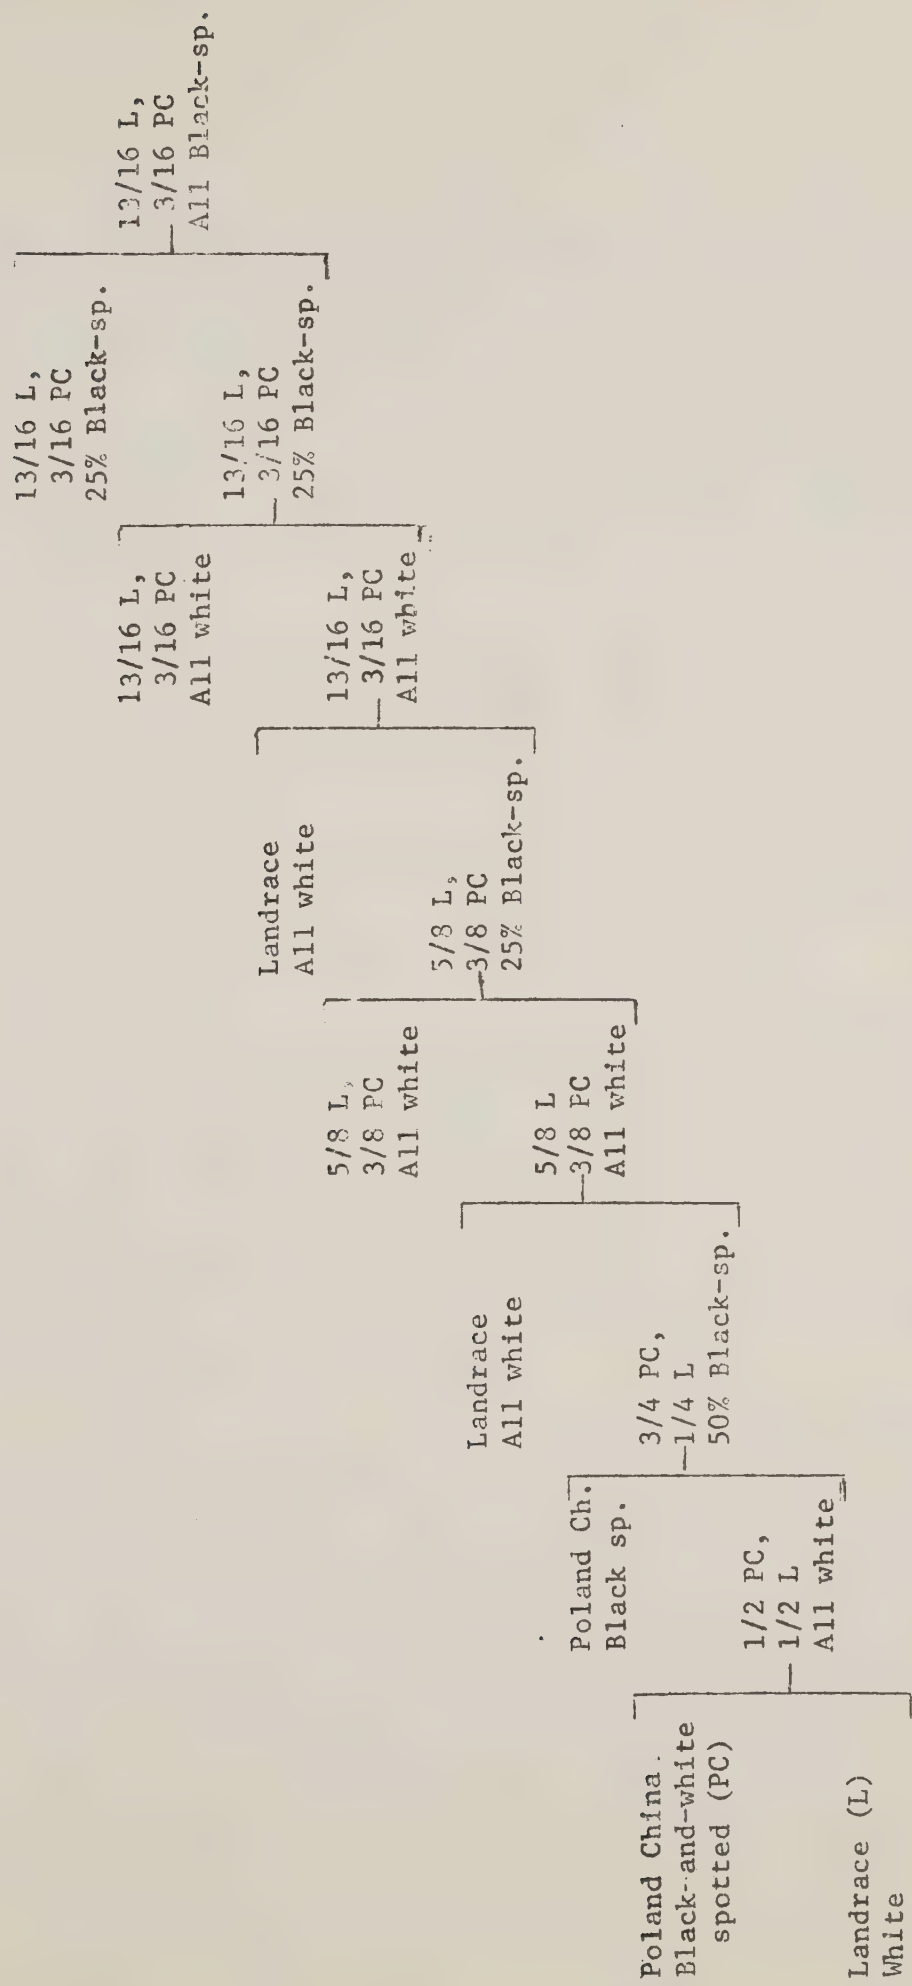 Poland China
Black-and-white
spotted (PC)
Landrace (L)
White
Poland Ch.
Black sp.
1/2 PC,
1/2 L
All white
Landrace
All white
3/4 PC,
1/4 L
50% Black-sp.
5/8 L,
3/8 PC
All white
5/8 L
3/8 PC
All white
Landrace
All white
5/8 L,
3/8 PC
25% Black-sp.
13/16 L,
3/16 PC
All white
13/16 L,
3/16 PC
All white
13/16 L,
3/16 PC
25% Black-sp.
13/16 L,
3/16 PC
25% Black-sp.
13/16 L,
3/16 PC
All Black-sp.